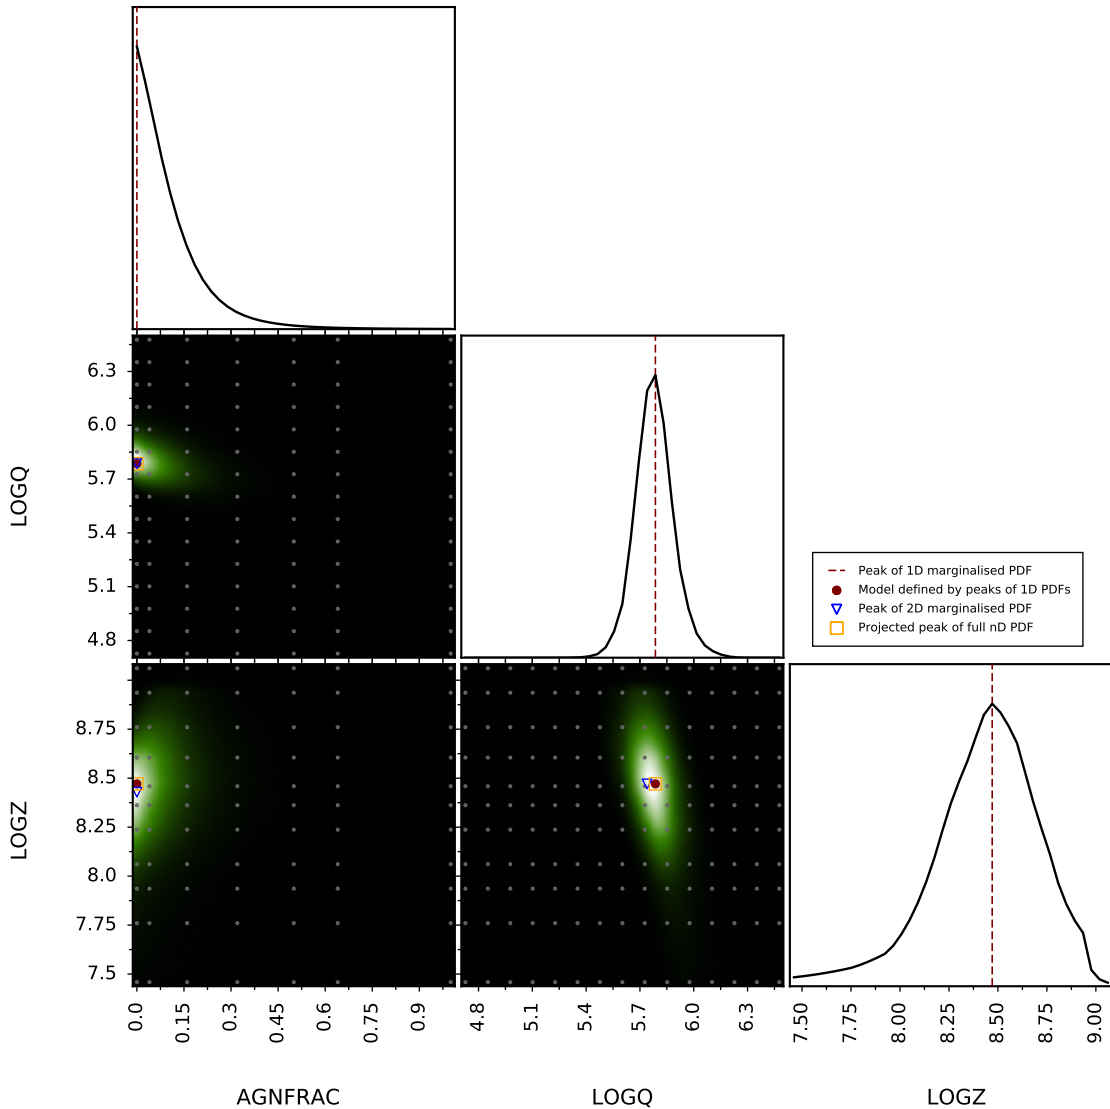 6.3
6.0
5.7
5.4
5.1
4.8
LOGQ
Peak of 1D marginalised PDF
Model defined by peaks of 1D PDFs
Peak of 2D marginalised PDF
Projected peak of full nD PDF
8.75
8.5
8.25
8.0
7.75
7.5
LOGZ
0.0 0.15 0.3 0.45 0.6 0.75 0.9
4.8 5.1 5.4 5.7 6.0 6.3
7.50 7.75 8.00 8.25 8.50 8.75 9.00
AGNFRAC LOGQ LOGZ